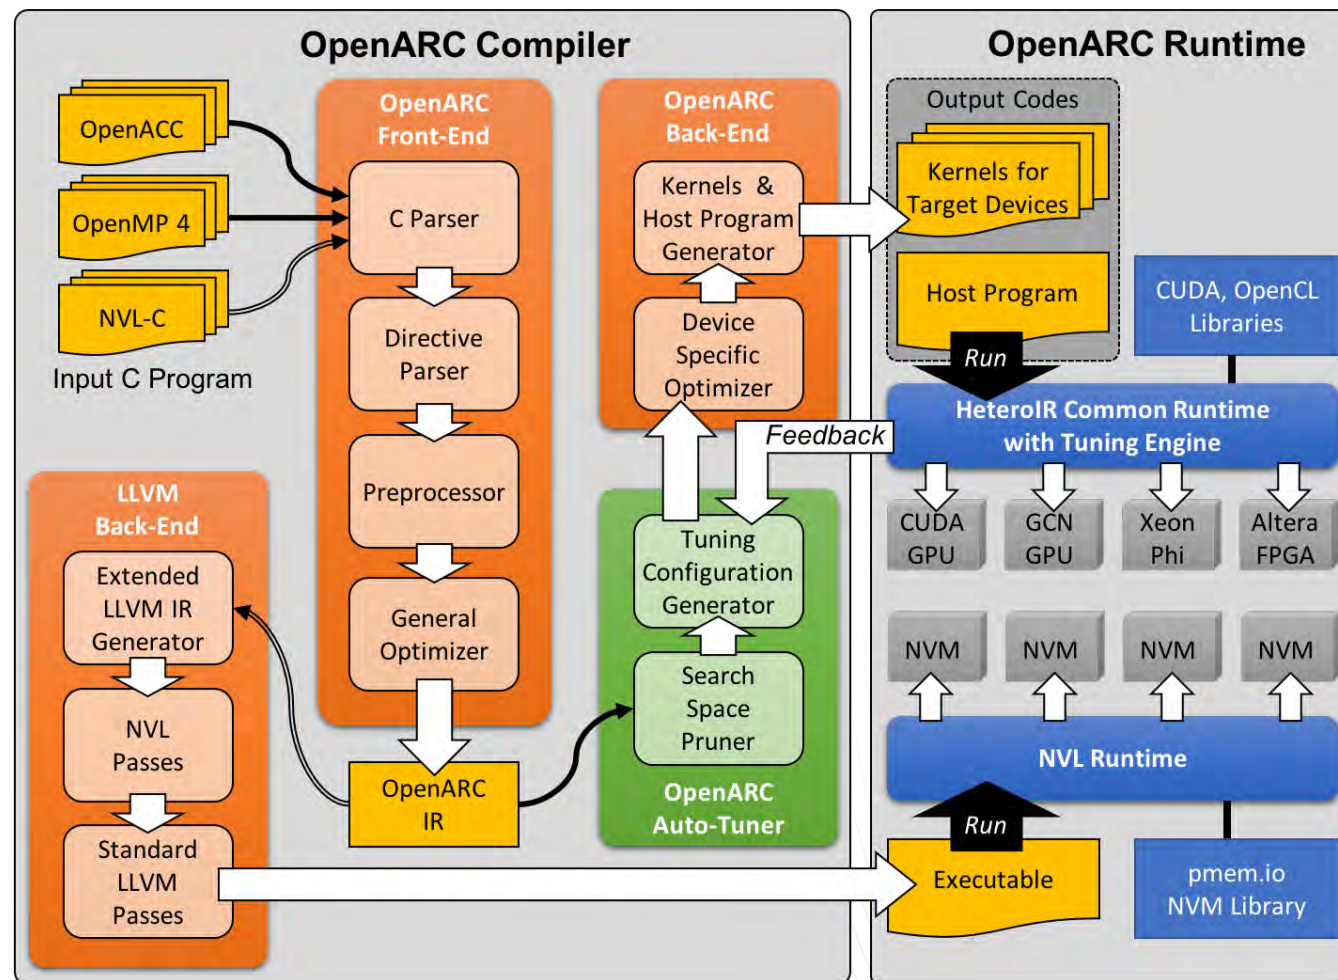 OpenARC Compiler
OpenACC
OpenMP 4
NVL-C
Input C Program
OpenARC
Front-End
C Parser
Directive
Parser
Preprocessor
General
Optimizer
OpenARC
IR
LLVM
Back-End
Extended
LLVM IR
Generator
NVL
Passes
Standard
LLVM
Passes
OpenARC
Back-End
Kernels &
Host Program
Generator
Device
Specific
Optimizer
Feedback
Tuning
Configuration
Generator
Search
Space
Pruner
OpenARC
Auto-Tuner
OpenARC Runtime
Output Codes
Kernels for
Target Devices
Host Program
Run
CUDA, OpenCL
Libraries
HeteroIR Common Runtime
with Tuning Engine
CUDA
GPU
GCN
GPU
Xeon
Phi
Altera
FPGA
NVM
NVM
NVM
NVM
NVL Runtime
Run
Executable
pmem.io
NVM Library